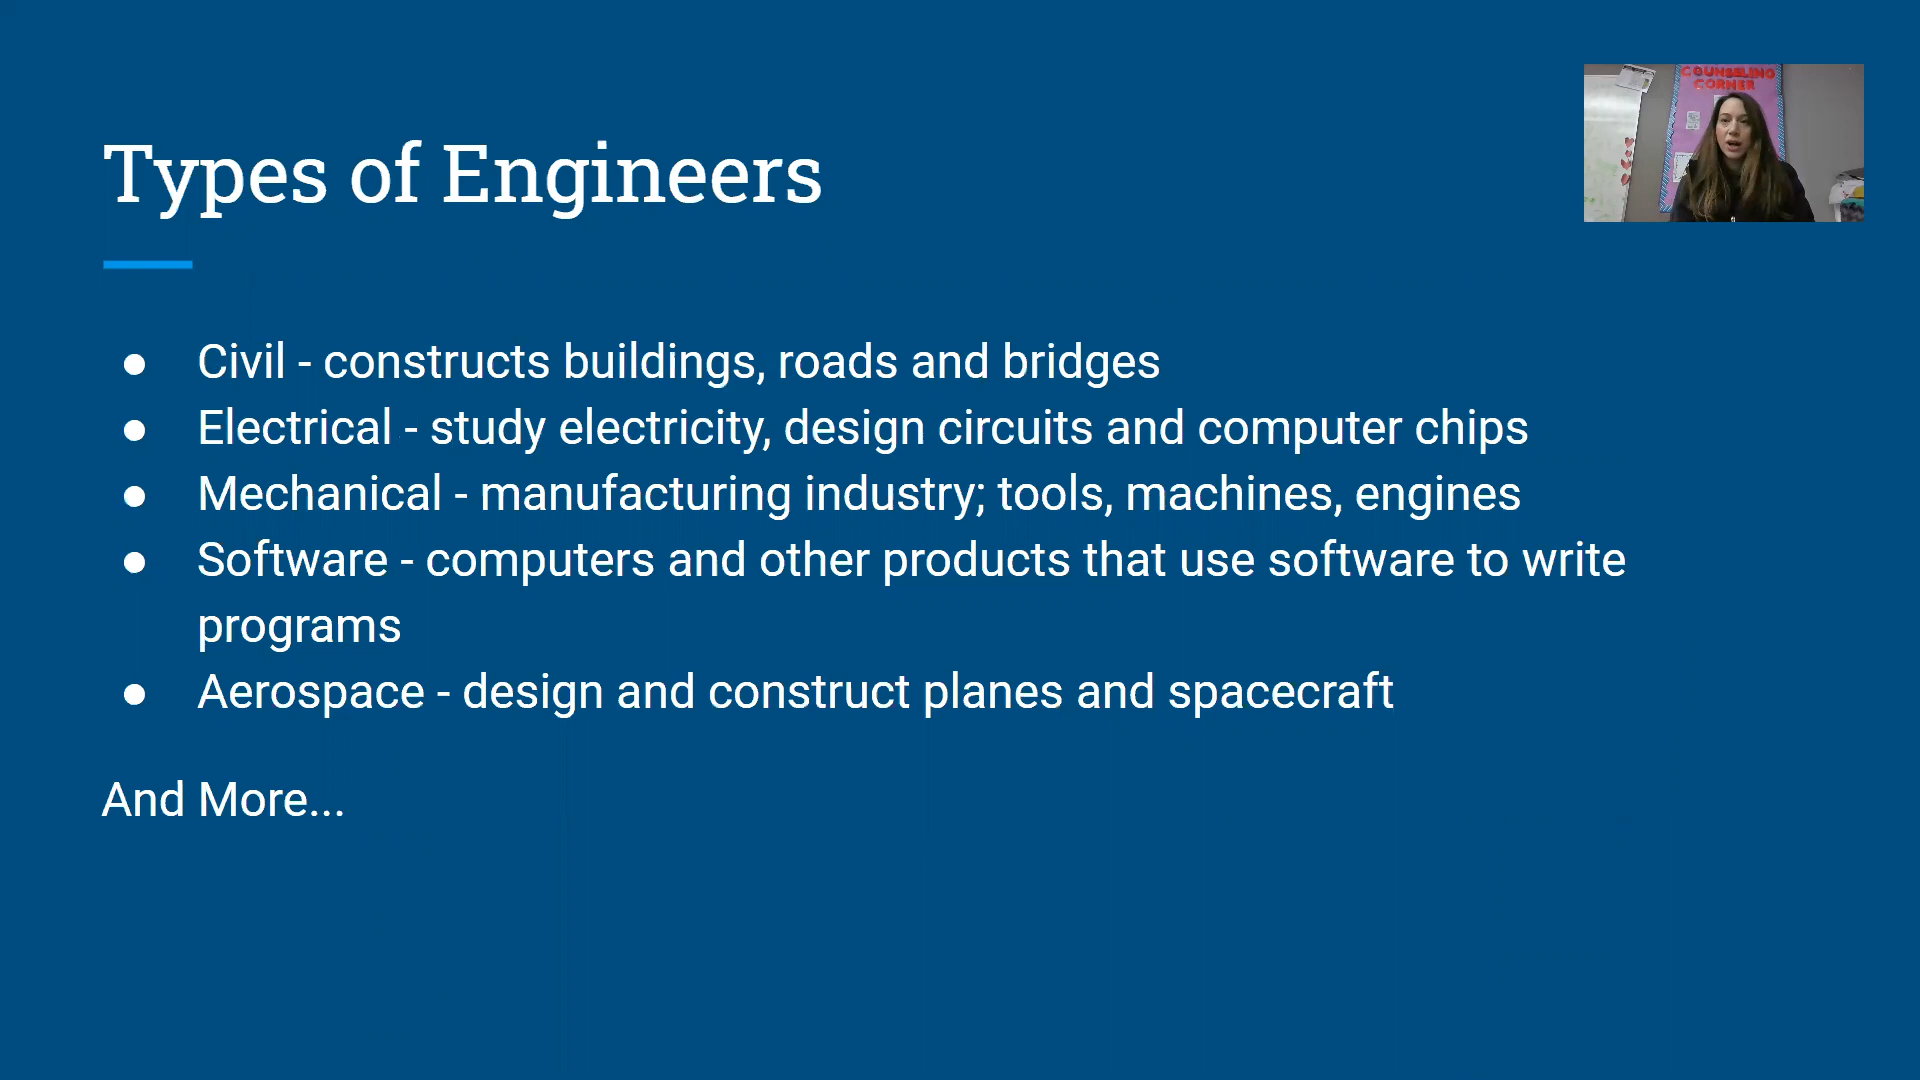 COUNSELING
CORNER
Types of Engineers
● Civil - constructs buildings, roads and bridges
● Electrical - study electricity, design circuits and computer chips
● Mechanical - manufacturing industry; tools, machines, engines
● Software - computers and other products that use software to write
programs
● Aerospace - design and construct planes and spacecraft
And More...